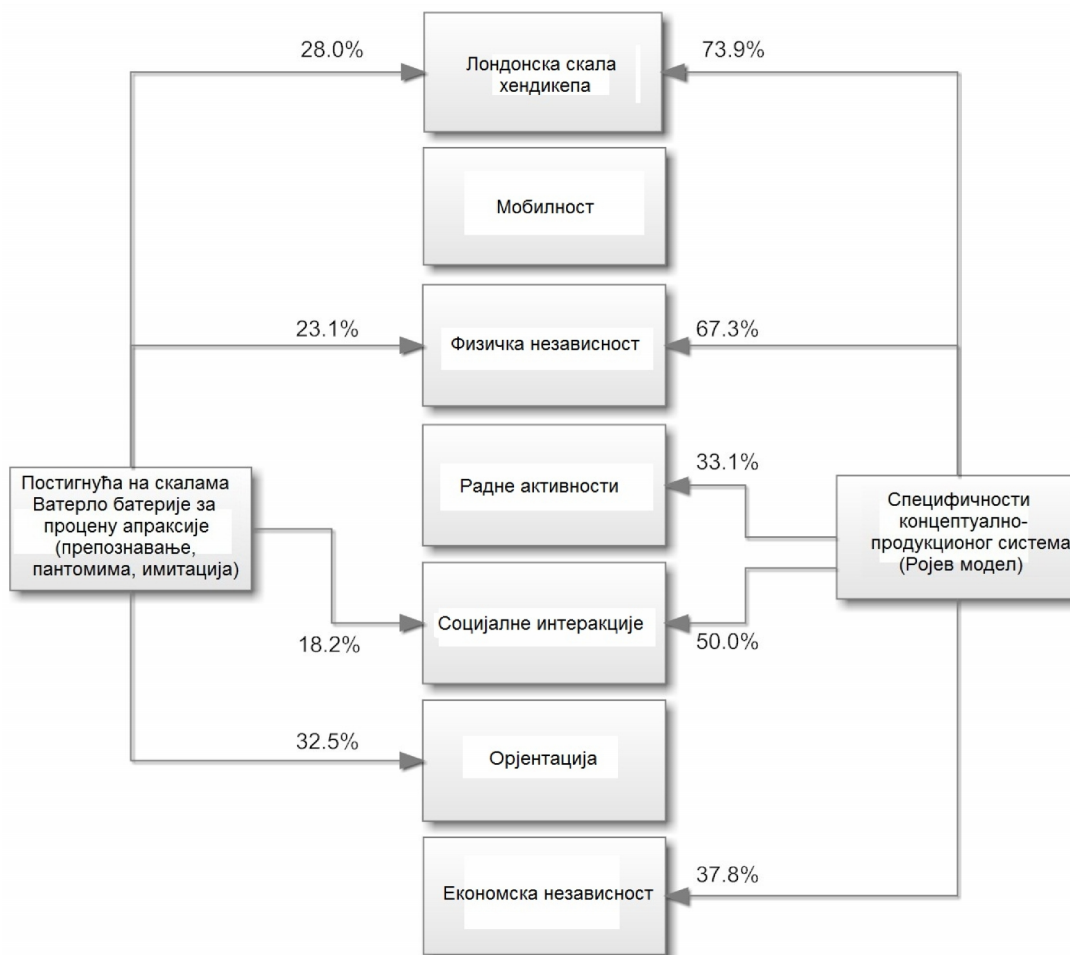 28.0%
73.9%
Лондонска скала
хендикепа
Мобилност
23.1%
67.3%
Физичка независност
Постигнућа на скалама
Ватерло батерије за
процену апраксије
(препознавање,
пантомима, имитација)
33.1%
Радне активности
Специфичности
концептуално-
продукционог система
(Ројев модел)
Социјалне интеракције
18.2%
50.0%
32.5%
Орјентација
37.8%
Економска независност